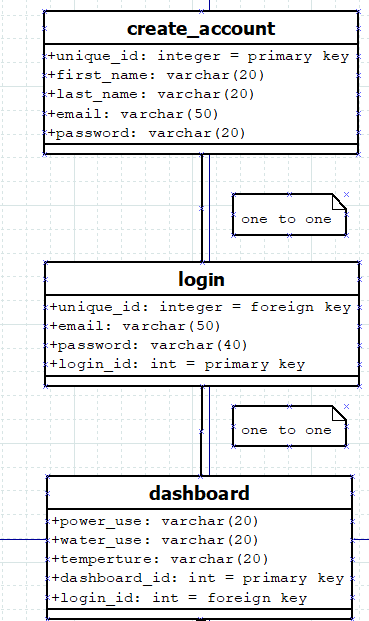 create_account
+unique_id: integer = primary key
+first_name: varchar(20)
+last_name: varchar(20)
+email: varchar(50)
+password: varchar(20)
one to one
login
+unique_id: integer = foreign key
+email: varchar(50)
+password: varchar(40)
+login_id: int = primary key
one to one
dashboard
+power_use: varchar(20)
+water_use: varchar(20)
+temperture: varchar(20)
+dashboard_id: int = primary key
+login_id: int = foreign key